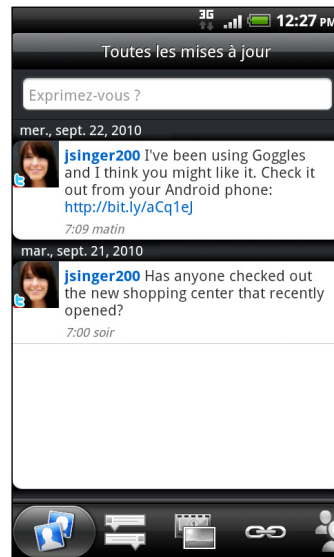 3G 12:27 PM
Toutes les mises à jour
Exprimez-vous ?
mer., sept. 22, 2010
jsinger200 I've been using Goggles
and I think you might like it. Check it
out from your Android phone:
http://bit.ly/aCq1eJ
7:09 matin
mar., sept. 21, 2010
jsinger200 Has anyone checked out
the new shopping center that recently
opened?
7:00 soir